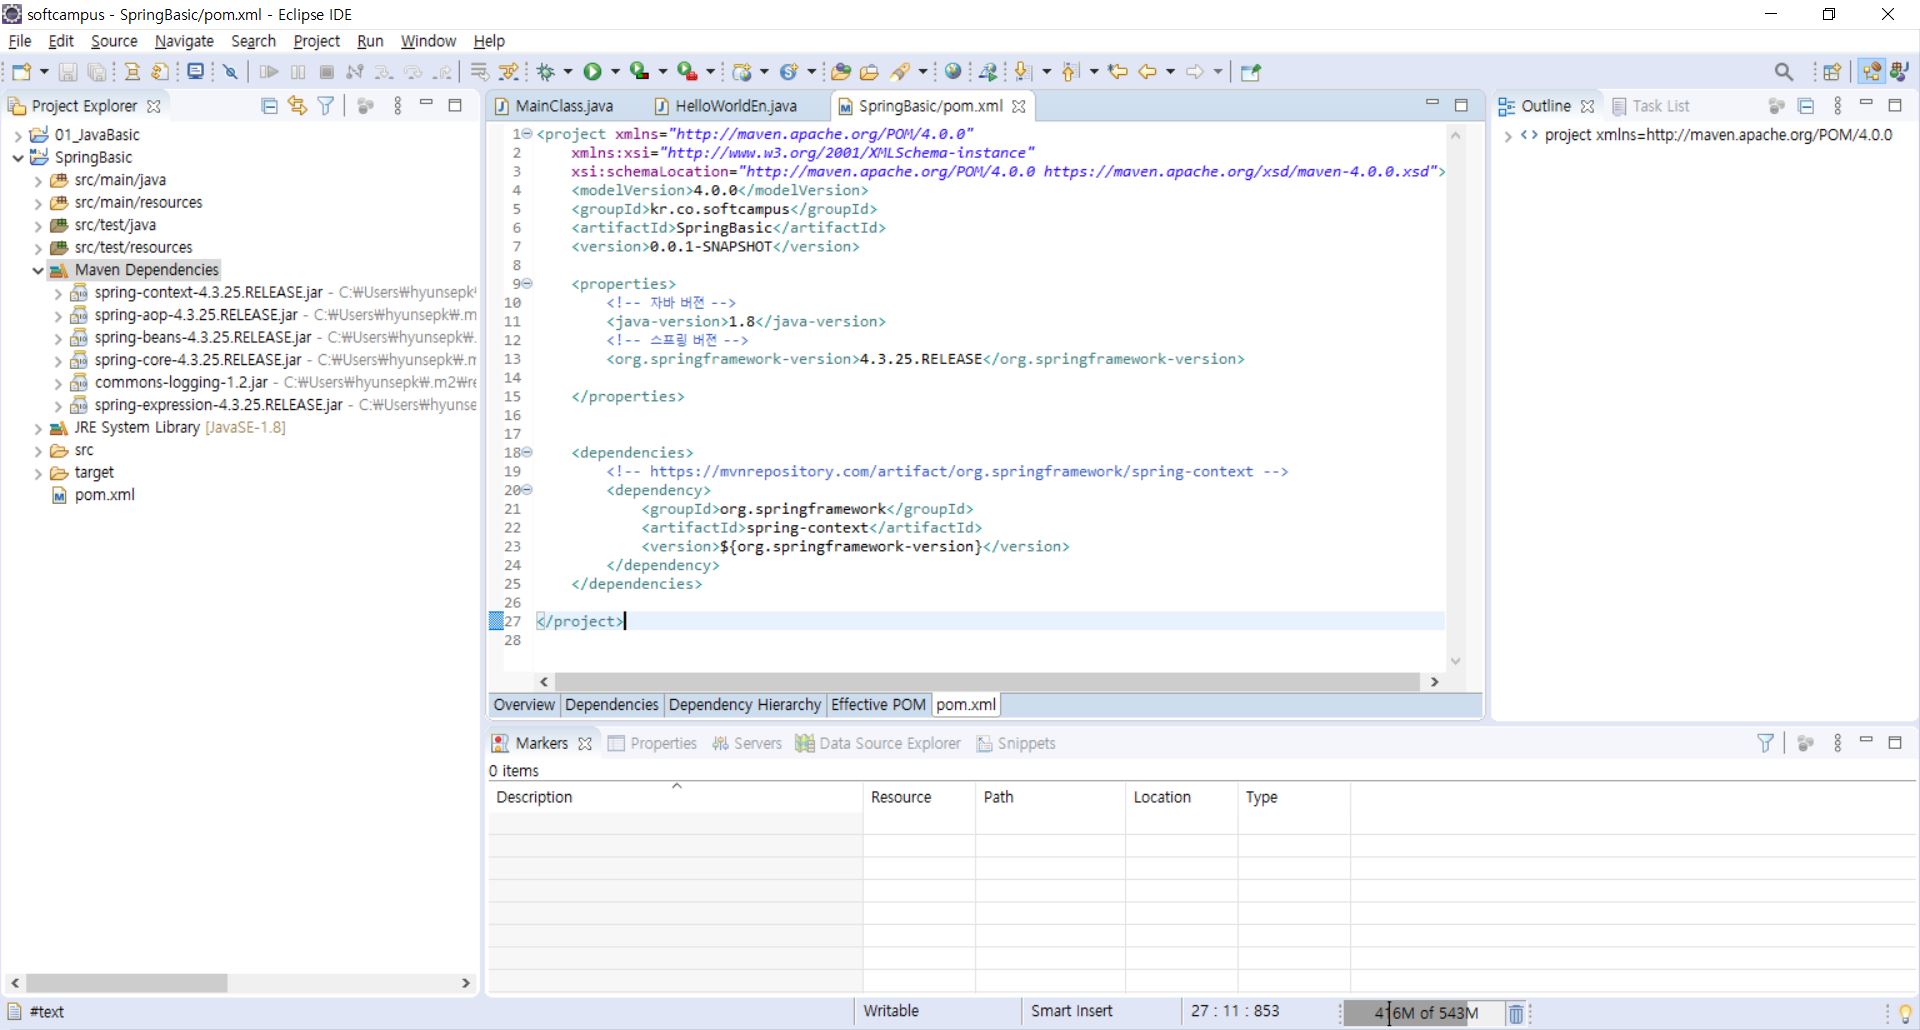 softcampus - SpringBasic/pom.xml - Eclipse IDE
File Edit Source Navigate Search Project Run Window Help
Project Explorer
01_JavaBasic
SpringBasic
src/main/java
src/main/resources
src/test/java
src/test/resources
Maven Dependencies
spring-context-4.3.25.RELEASE.jar - C:₩Users₩hyunsepk₩
spring-aop-4.3.25.RELEASE.jar - C:₩Users₩hyunsepk₩.m
spring-beans-4.3.25.RELEASE.jar - C:₩Users₩hyunsepk₩.
spring-core-4.3.25.RELEASE.jar - C:₩Users₩hyunsepk₩.m
commons-logging-1.2.jar - C:₩Users₩hyunsepk₩.m2₩re
spring-expression-4.3.25.RELEASE.jar - C:₩Users₩hyunse
JRE System Library [JavaSE-1.8]
src
target
pom.xml
MainClass.java HelloWorldEn.java SpringBasic/pom.xml
1 <project xmlns="http://maven.apache.org/POM/4.0.0"
2 xmlns:xsi="http://www.w3.org/2001/XMLSchema-instance"
3 xsi:schemaLocation="http://maven.apache.org/POM/4.0.0 https://maven.apache.org/xsd/maven-4.0.0.xsd">
4 <modelVersion>4.0.0</modelVersion>
5 <groupId>kr.co.softcampus</groupId>
6 <artifactId>SpringBasic</artifactId>
7 <version>0.0.1-SNAPSHOT</version>
8
9 <properties>
10 <!-- 자바 버젼 -->
11 <java-version>1.8</java-version>
12 <!-- 스프링 버젼 -->
13 <org.springframework-version>4.3.25.RELEASE</org.springframework-version>
14
15 </properties>
16
17
18 <dependencies>
19 <!-- https://mvnrepository.com/artifact/org.springframework/spring-context -->
20 <dependency>
21 <groupId>org.springframework</groupId>
22 <artifactId>spring-context</artifactId>
23 <version>${org.springframework-version}</version>
24 </dependency>
25 </dependencies>
26
27 </project>
28
Overview Dependencies Dependency Hierarchy Effective POM pom.xml
Outline Task List
project xmlns=http://maven.apache.org/POM/4.0.0
Markers Properties Servers Data Source Explorer Snippets
0 items
Description Resource Path Location Type
#text Writable Smart Insert 27 : 11 : 853 416M of 543M